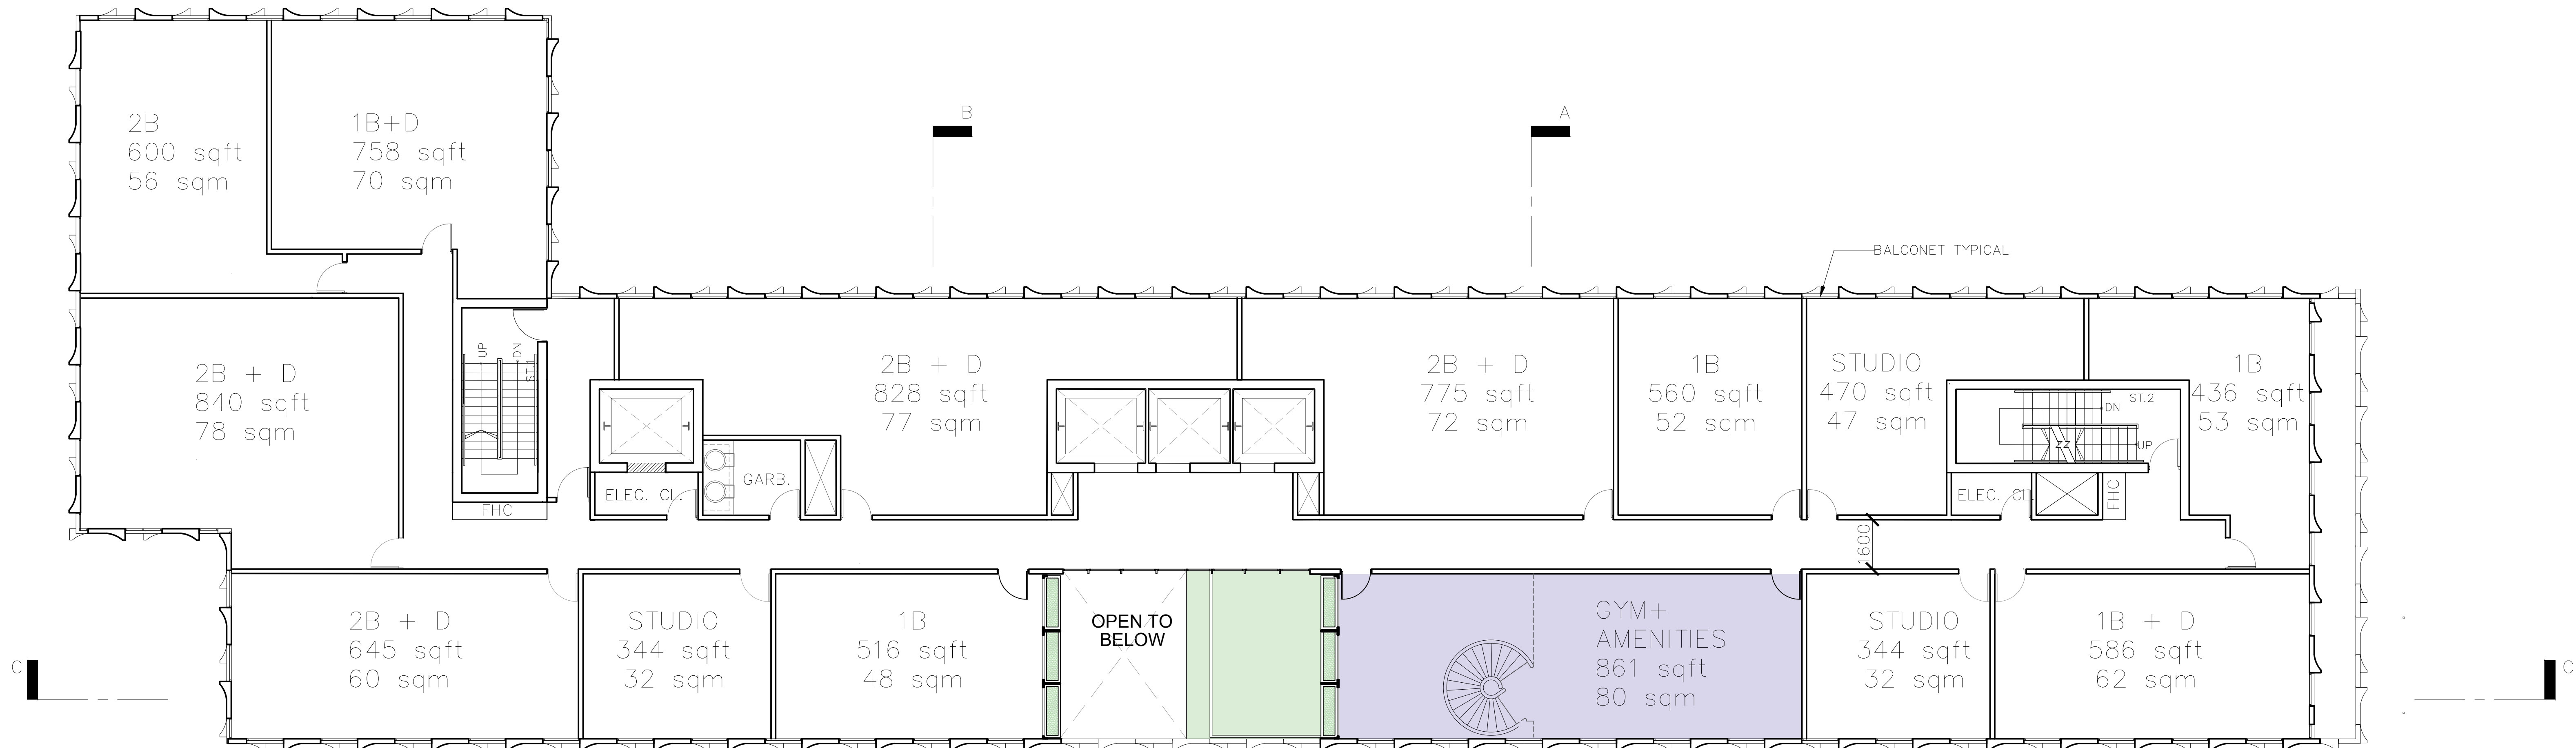 B
A
2B
600 sqft
56 sqm
1B+D
758 sqft
70 sqm
BALCONET TYPICAL
2B + D
840 sqft
78 sqm
UP
DN
ST.1
FHC
2B + D
828 sqft
77 sqm
ELEC. CL.
GARB.
2B + D
775 sqft
72 sqm
1B
560 sqft
52 sqm
STUDIO
470 sqft
47 sqm
DN
ST.2
UP
ELEC. CL.
FHC
1B
436 sqft
53 sqm
1600
2B + D
645 sqft
60 sqm
STUDIO
344 sqft
32 sqm
1B
516 sqft
48 sqm
OPEN TO
BELOW
GYM+
AMENITIES
861 sqft
80 sqm
STUDIO
344 sqft
32 sqm
1B + D
586 sqft
62 sqm
C
C